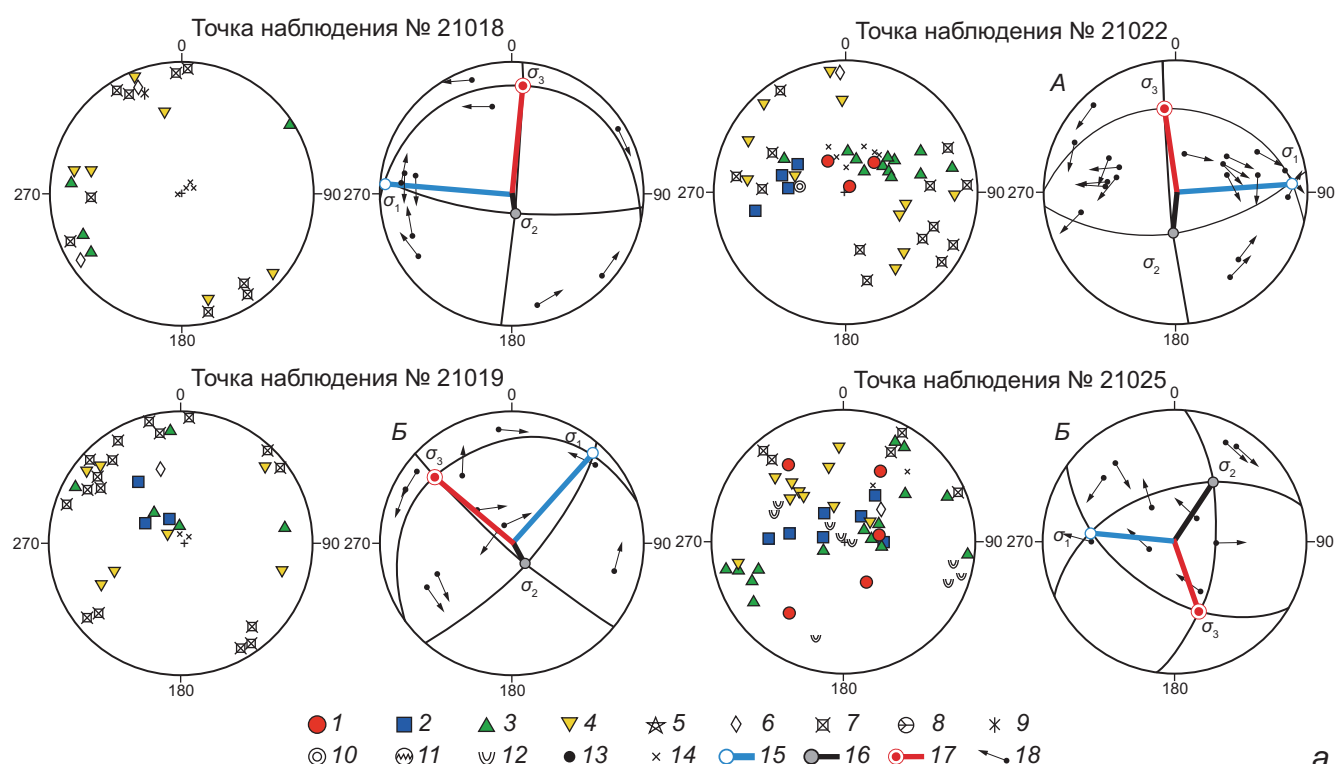 Точка наблюдения № 21018
0
270
90
180
0
σ3
σ1
σ2
270
90
180
Точка наблюдения № 21022
0
270
90
180
А
0
σ3
σ1
σ2
270
90
180
Точка наблюдения № 21019
0
270
90
180
Б
0
σ1
σ3
σ2
270
90
180
Точка наблюдения № 21025
0
270
90
180
Б
0
σ2
σ1
σ3
270
90
180
1 2 3 4 5 6 7 8 9
10 11 12 13 14 15 16 17 18
а